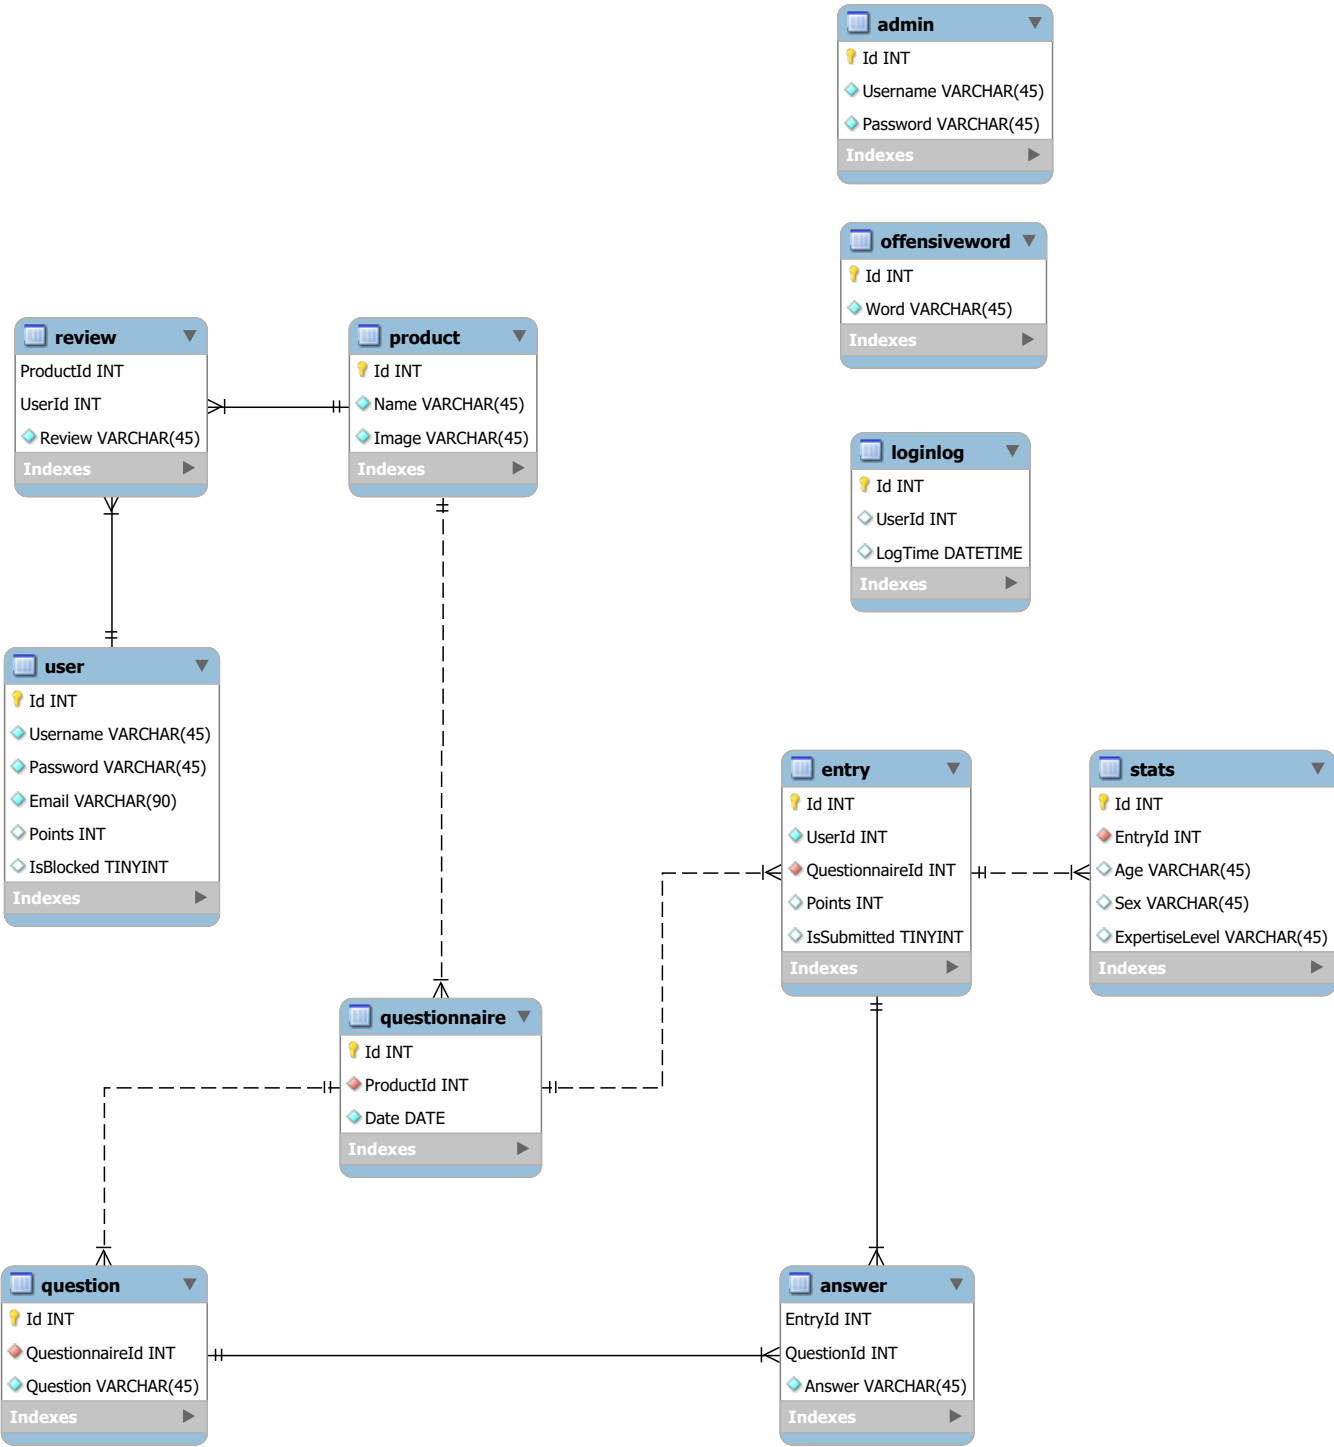 admin
Id INT
Username VARCHAR(45)
Password VARCHAR(45)
Indexes
offensiveword
Id INT
Word VARCHAR(45)
Indexes
review
ProductId INT
UserId INT
Review VARCHAR(45)
Indexes
product
Id INT
Name VARCHAR(45)
Image VARCHAR(45)
Indexes
loginlog
Id INT
UserId INT
LogTime DATETIME
Indexes
user
Id INT
Username VARCHAR(45)
Password VARCHAR(45)
Email VARCHAR(90)
Points INT
IsBlocked TINYINT
Indexes
entry
Id INT
UserId INT
QuestionnaireId INT
Points INT
IsSubmitted TINYINT
Indexes
stats
Id INT
EntryId INT
Age VARCHAR(45)
Sex VARCHAR(45)
ExpertiseLevel VARCHAR(45)
Indexes
questionnaire
Id INT
ProductId INT
Date DATE
Indexes
question
Id INT
QuestionnaireId INT
Question VARCHAR(45)
Indexes
answer
EntryId INT
QuestionId INT
Answer VARCHAR(45)
Indexes